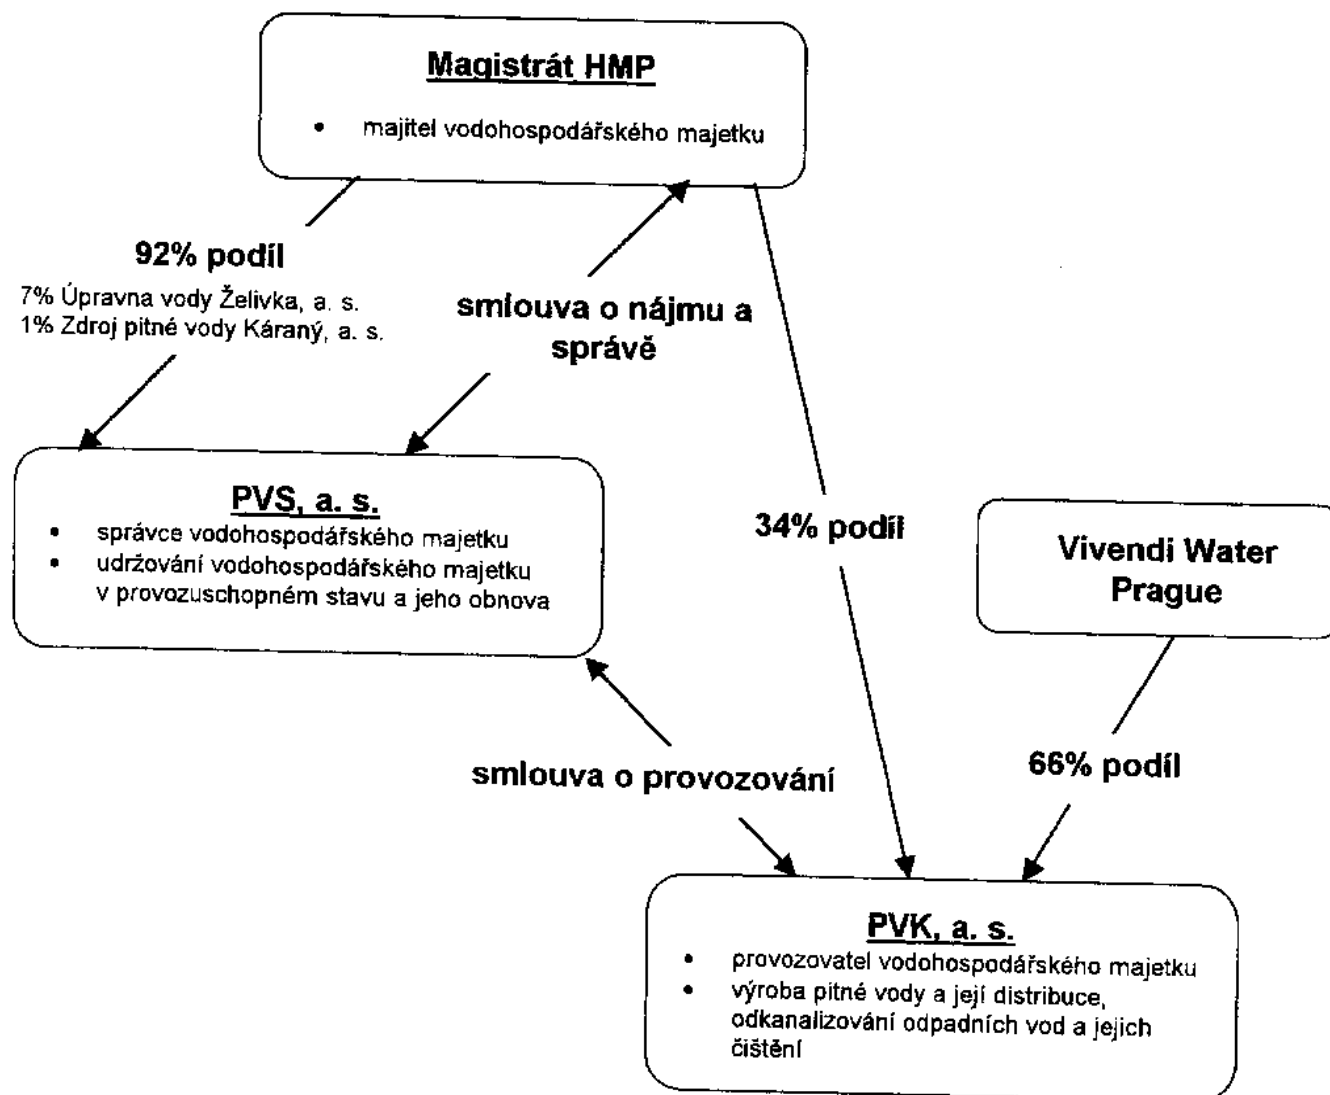 Magistrát HMP
• majitel vodohospodářského majetku
92% podíl
7% Úpravna vody Želivka, a. s.
1% Zdroj pitné vody Káraný, a. s.
smlouva o nájmu a
správě
PVS, a. s.
• správce vodohospodářského majetku
• udržování vodohospodářského majetku
v provozuschopném stavu a jeho obnova
34% podíl
Vivendi Water
Prague
smlouva o provozování
66% podíl
PVK, a. s.
• provozovatel vodohospodářského majetku
• výroba pitné vody a její distribuce,
odkanalizování odpadních vod a jejich
čištění